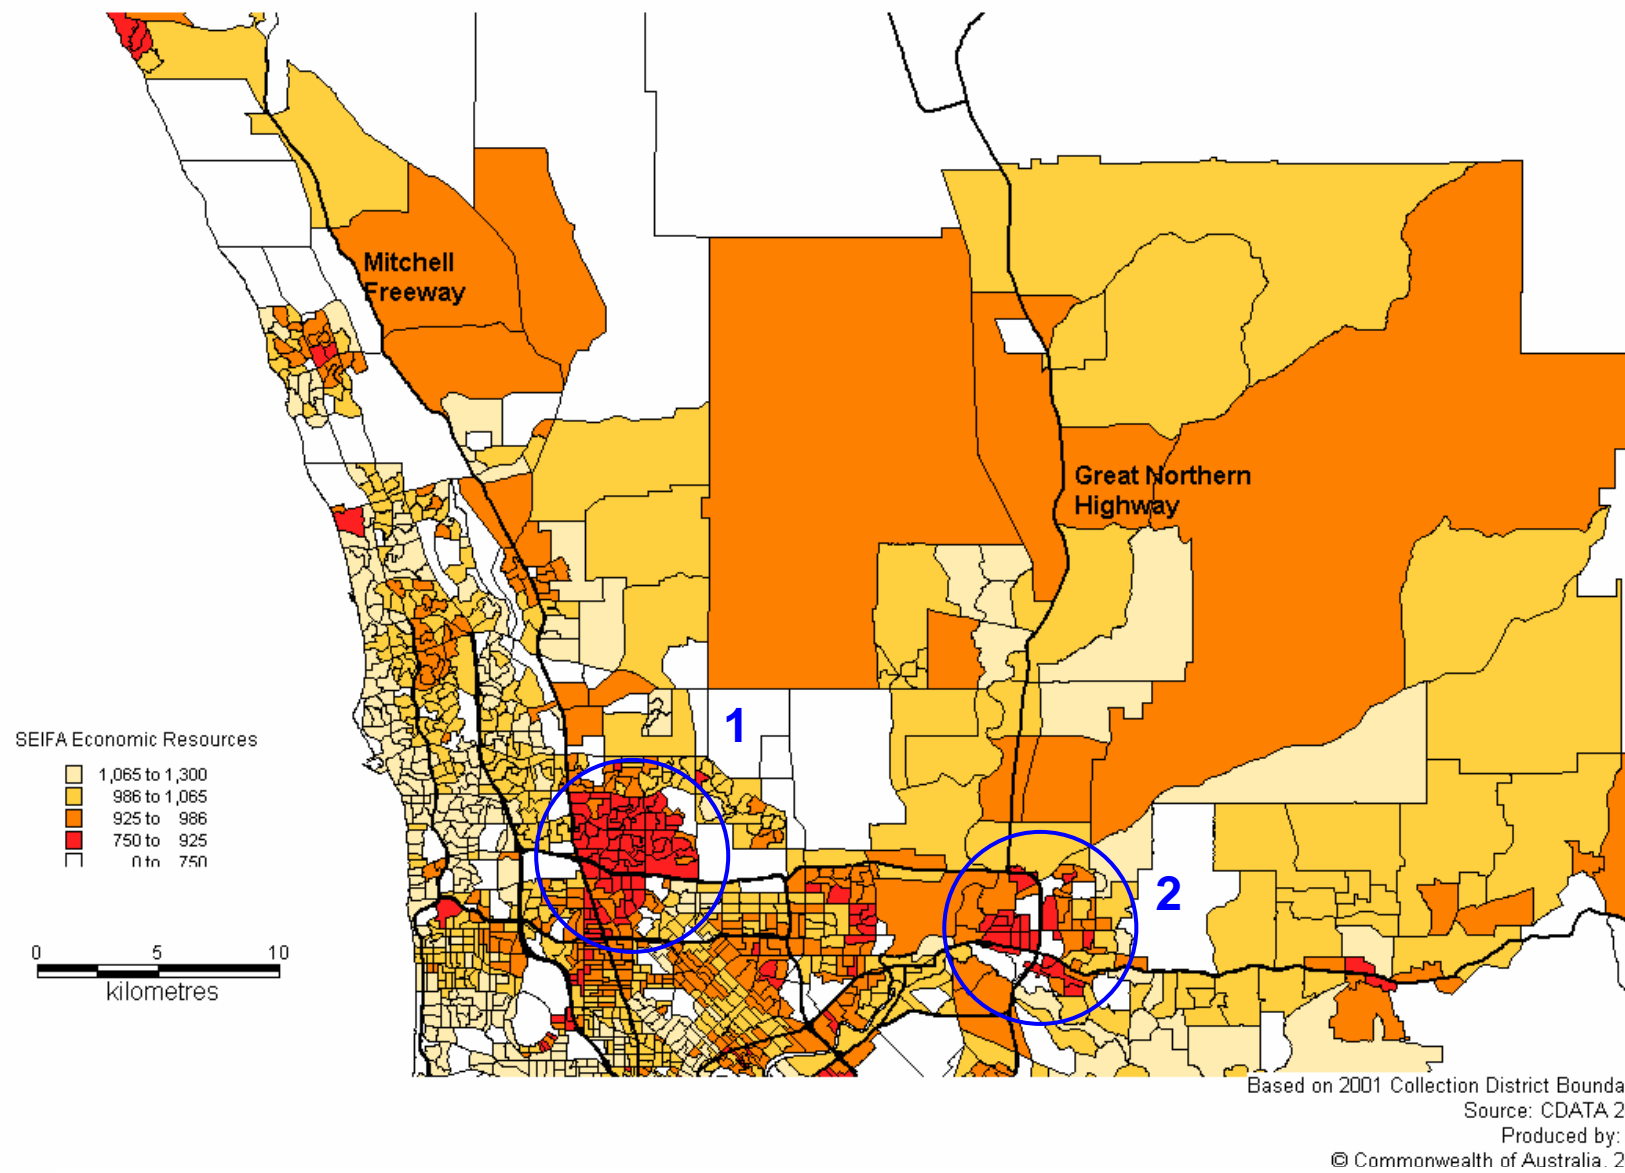 Mitchell
Freeway
Great Northern
Highway
1
2
SEIFA Economic Resources
1,065 to 1,300
986 to 1,065
925 to 986
750 to 925
0 to 750
0 5 10
kilometres
Based on 2001 Collection District Bounda
Source: CDATA 2
Produced by:
© Commonwealth of Australia, 2